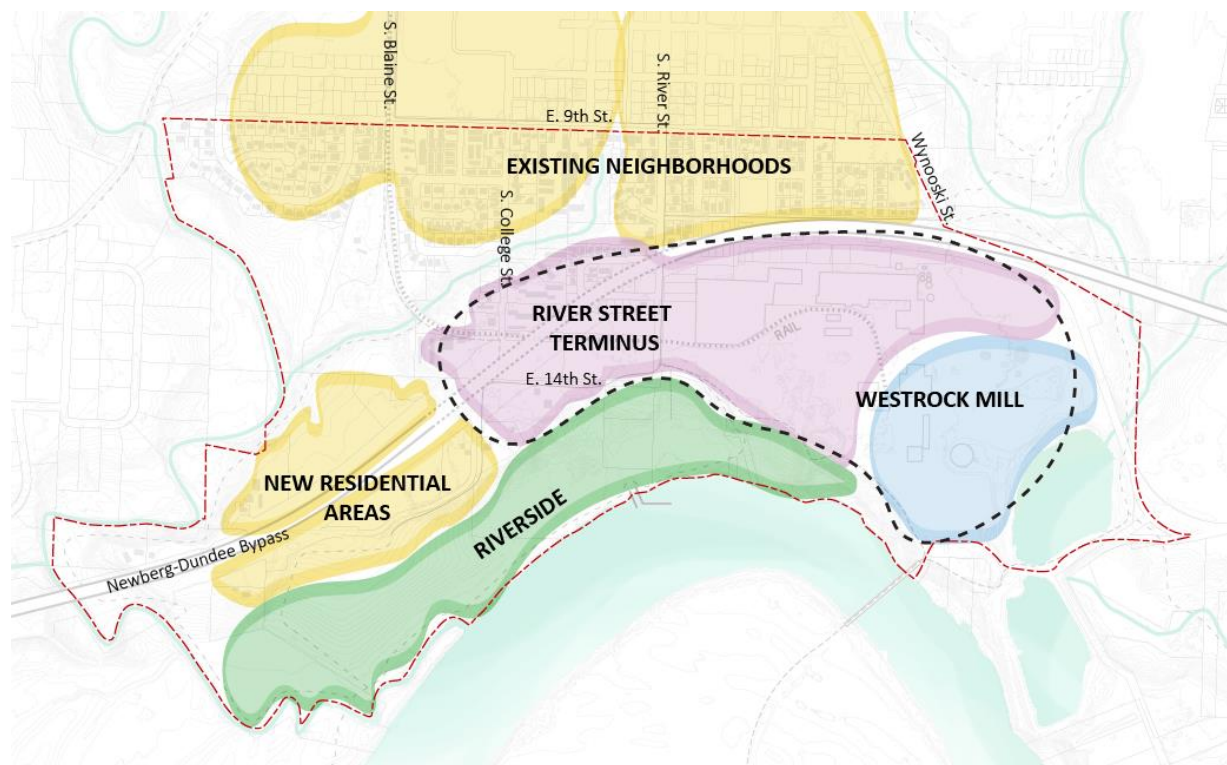 S. Blaine St.
S. River St.
E. 9th St.
Wynooski St.
EXISTING NEIGHBORHOODS
S. College St.
RIVER STREET
TERMINUS
RAIL
E. 14th St.
WESTROCK MILL
NEW RESIDENTIAL
AREAS
RIVERSIDE
Newberg-Dundee Bypass